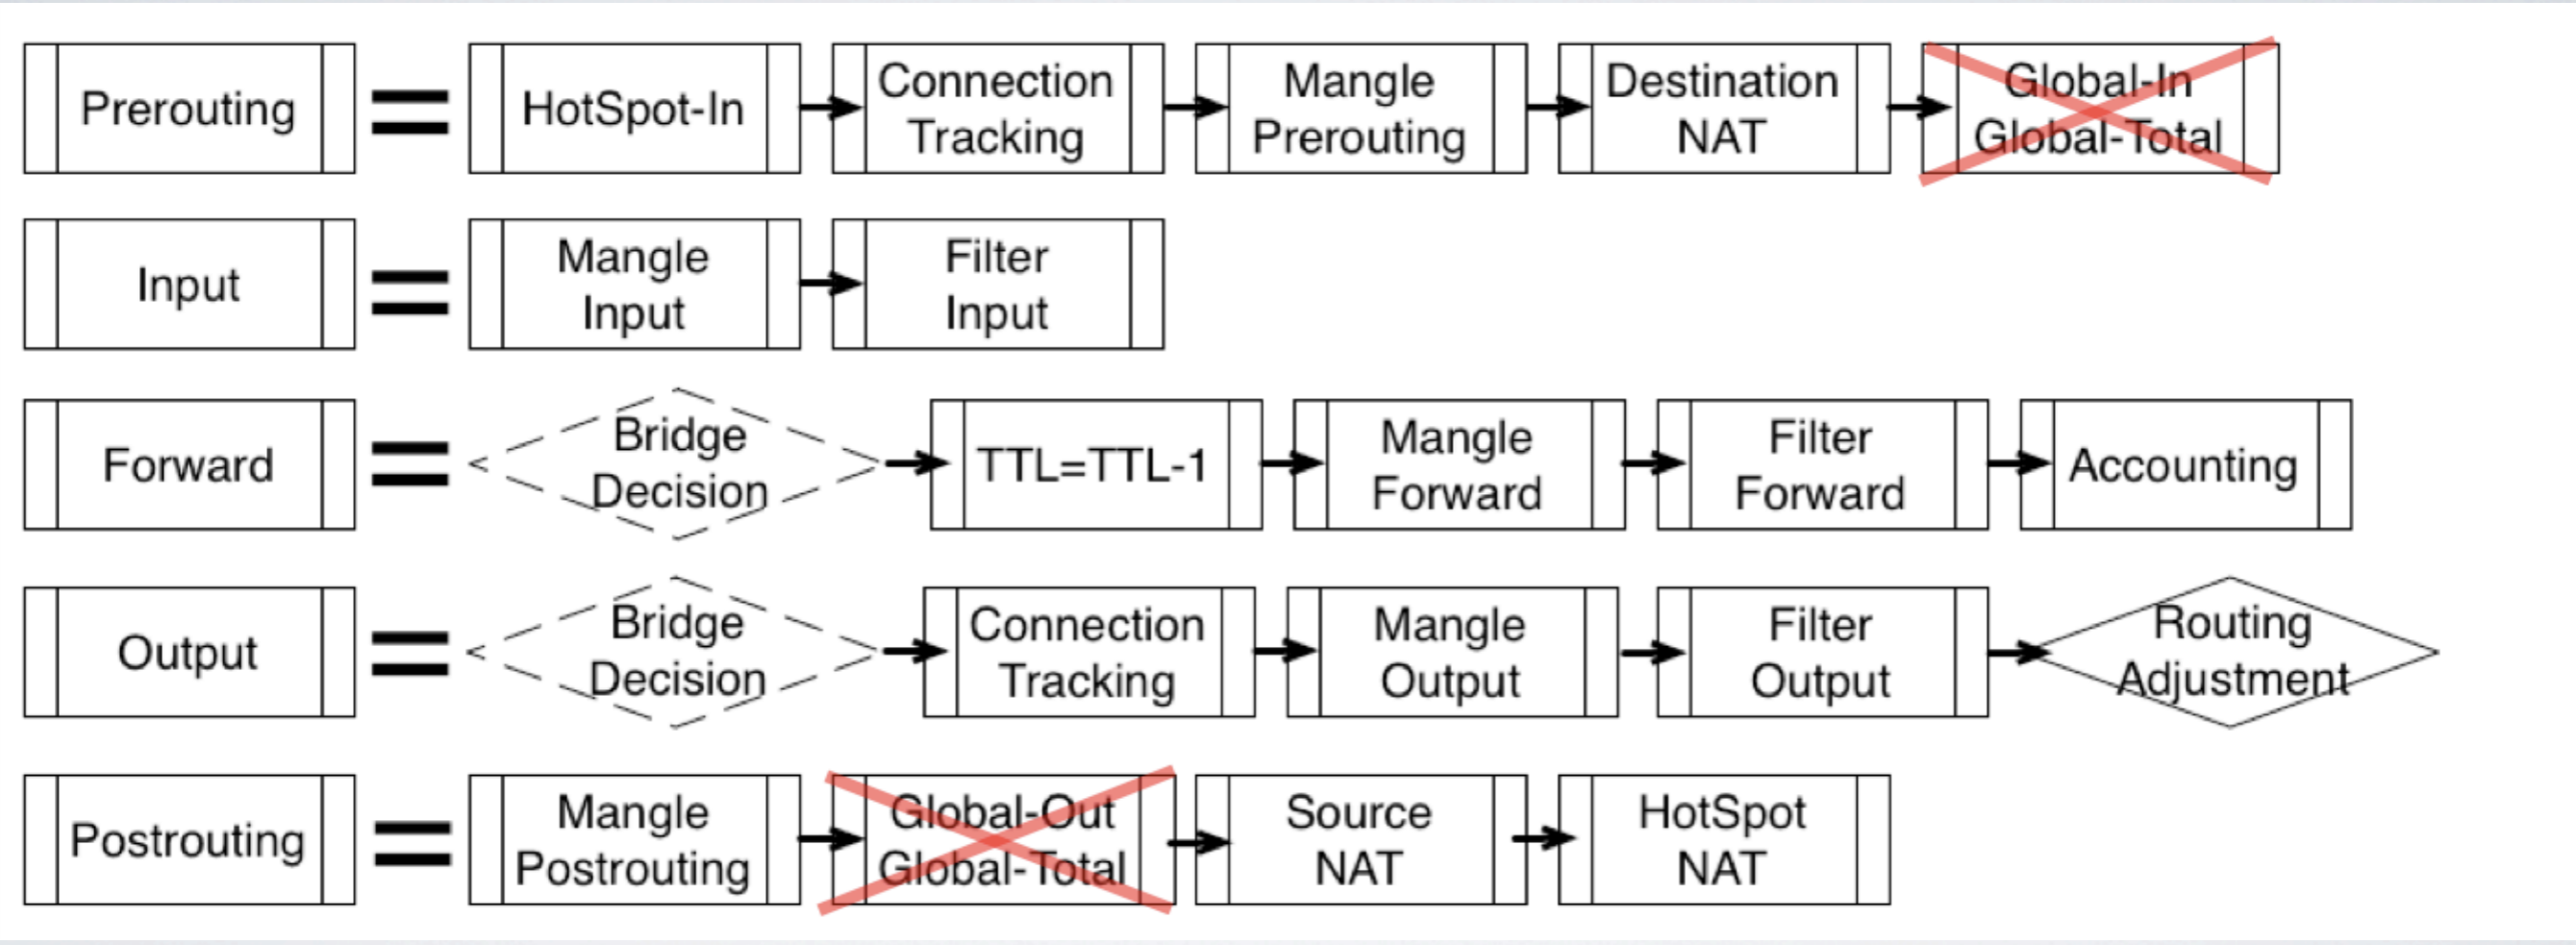 Prerouting
HotSpot-In
Connection
Tracking
Mangle
Prerouting
Destination
NAT
Global-In
Global-Total
Input
Mangle
Input
Filter
Input
Forward
Bridge
Decision
TTL=TTL-1
Mangle
Forward
Filter
Forward
Accounting
Output
Bridge
Decision
Connection
Tracking
Mangle
Output
Filter
Output
Routing
Adjustment
Postrouting
Mangle
Postrouting
Global-Out
Global-Total
Source
NAT
HotSpot
NAT